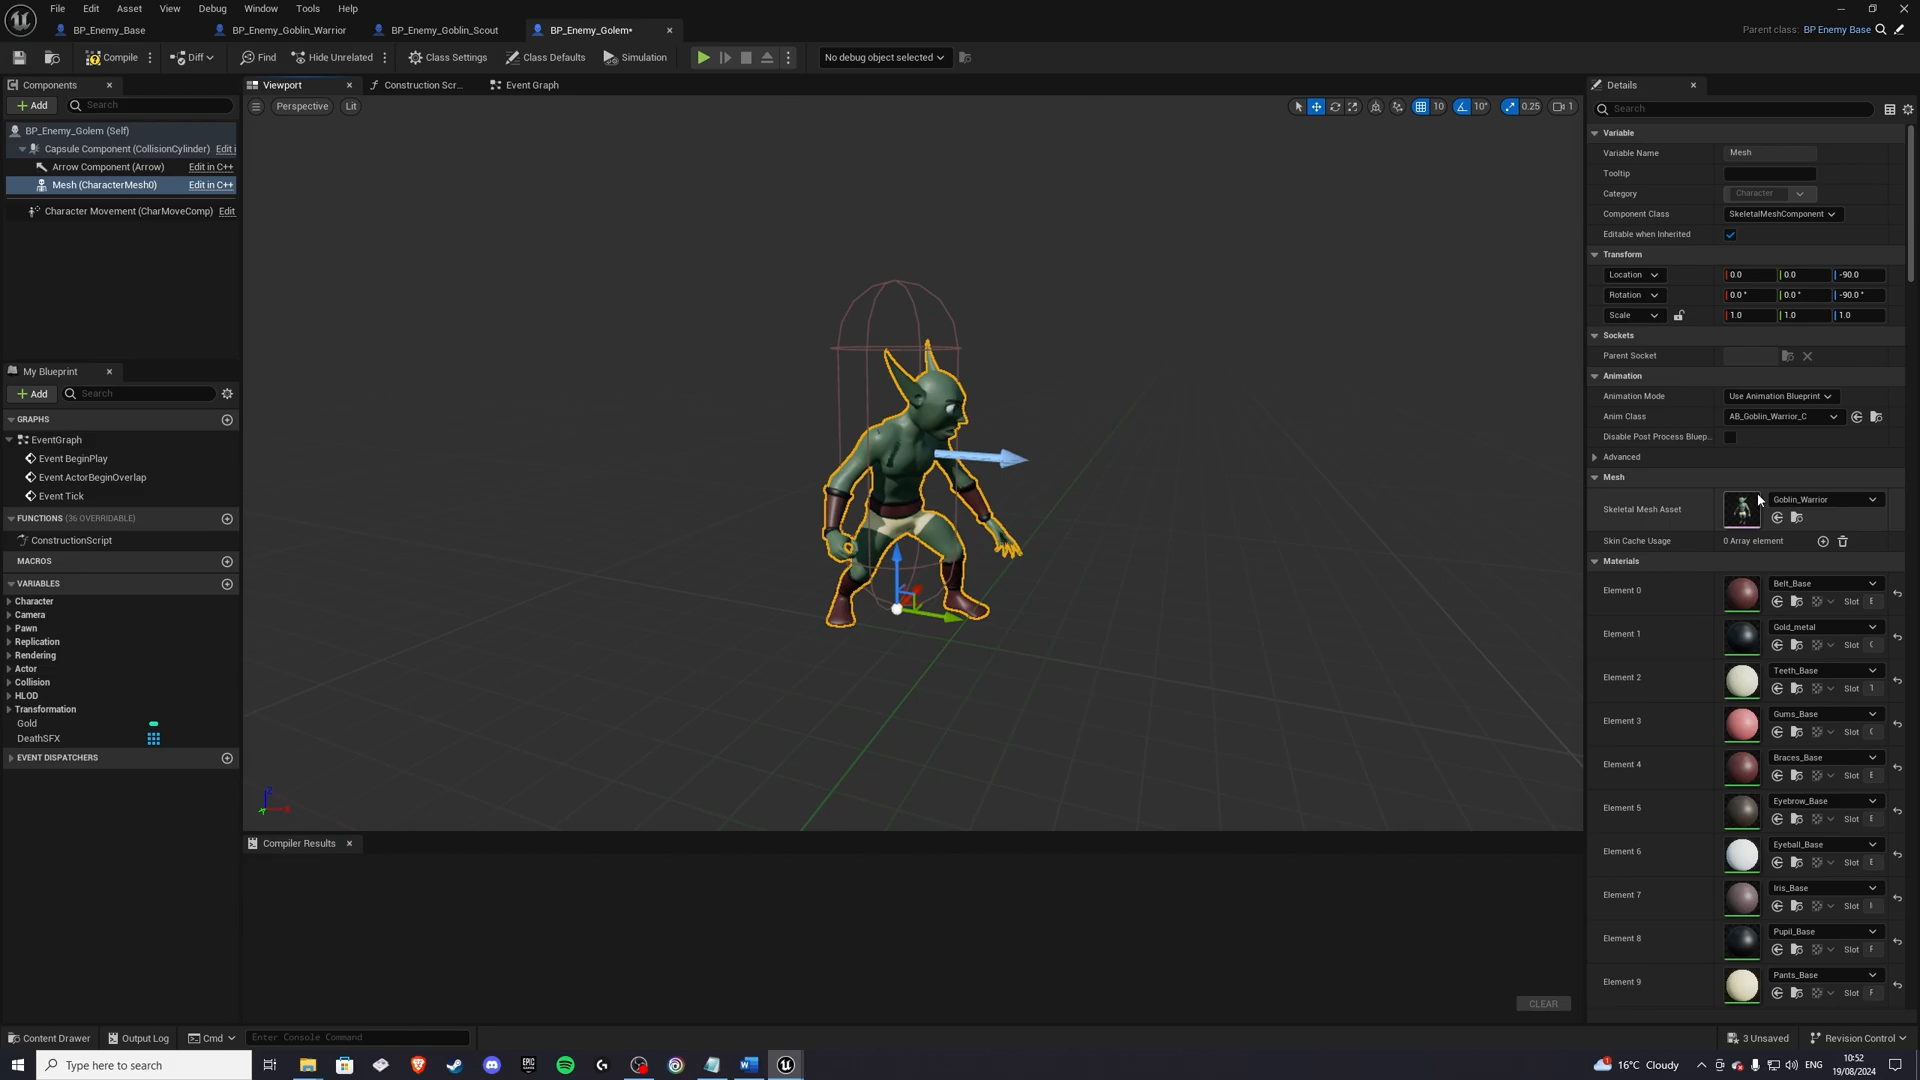 File Edit Asset View Debug Window Tools Help
BP_Enemy_Base BP_Enemy_Goblin_Warrior BP_Enemy_Goblin_Scout BP_Enemy_Golem*
Parent class: BP Enemy Base
Compile Diff Find Hide Unrelated Class Settings Class Defaults Simulation No debug object selected
Components
Add Search
BP_Enemy_Golem (Self)
Capsule Component (CollisionCylinder) Edit i
Arrow Component (Arrow) Edit in C++
Mesh (CharacterMesh0) Edit in C++
Character Movement (CharMoveComp) Edit
My Blueprint
Add Search
GRAPHS
EventGraph
Event BeginPlay
Event ActorBeginOverlap
Event Tick
FUNCTIONS (36 OVERRIDABLE)
ConstructionScript
MACROS
VARIABLES
Character
Camera
Pawn
Replication
Rendering
Actor
Collision
HLOD
Transformation
Gold
DeathSFX
EVENT DISPATCHERS
Viewport Construction Scr... Event Graph
Perspective Lit
10 10° 0.25 1
Z
Compiler Results
CLEAR
Details
Search
Variable
Variable Name Mesh
Tooltip
Category Character
Component Class SkeletalMeshComponent
Editable when Inherited
Transform
Location 0.0 0.0 -90.0
Rotation 0.0 ° 0.0 ° -90.0 °
Scale 1.0 1.0 1.0
Sockets
Parent Socket
Animation
Animation Mode Use Animation Blueprint
Anim Class AB_Goblin_Warrior_C
Disable Post Process Bluep...
Advanced
Mesh
Skeletal Mesh Asset Goblin_Warrior
Skin Cache Usage 0 Array element
Materials
Element 0 Belt_Base
Slot
Element 1 Gold_metal
Slot
Element 2 Teeth_Base
Slot
Element 3 Gums_Base
Slot
Element 4 Braces_Base
Slot
Element 5 Eyebrow_Base
Slot
Element 6 Eyeball_Base
Slot
Element 7 Iris_Base
Slot
Element 8 Pupil_Base
Slot
Element 9 Pants_Base
Slot
Content Drawer Output Log Cmd Enter Console Command 3 Unsaved Revision Control
Type here to search
EPIC GAMES
1 16°C Cloudy ENG 10:52
19/08/2024